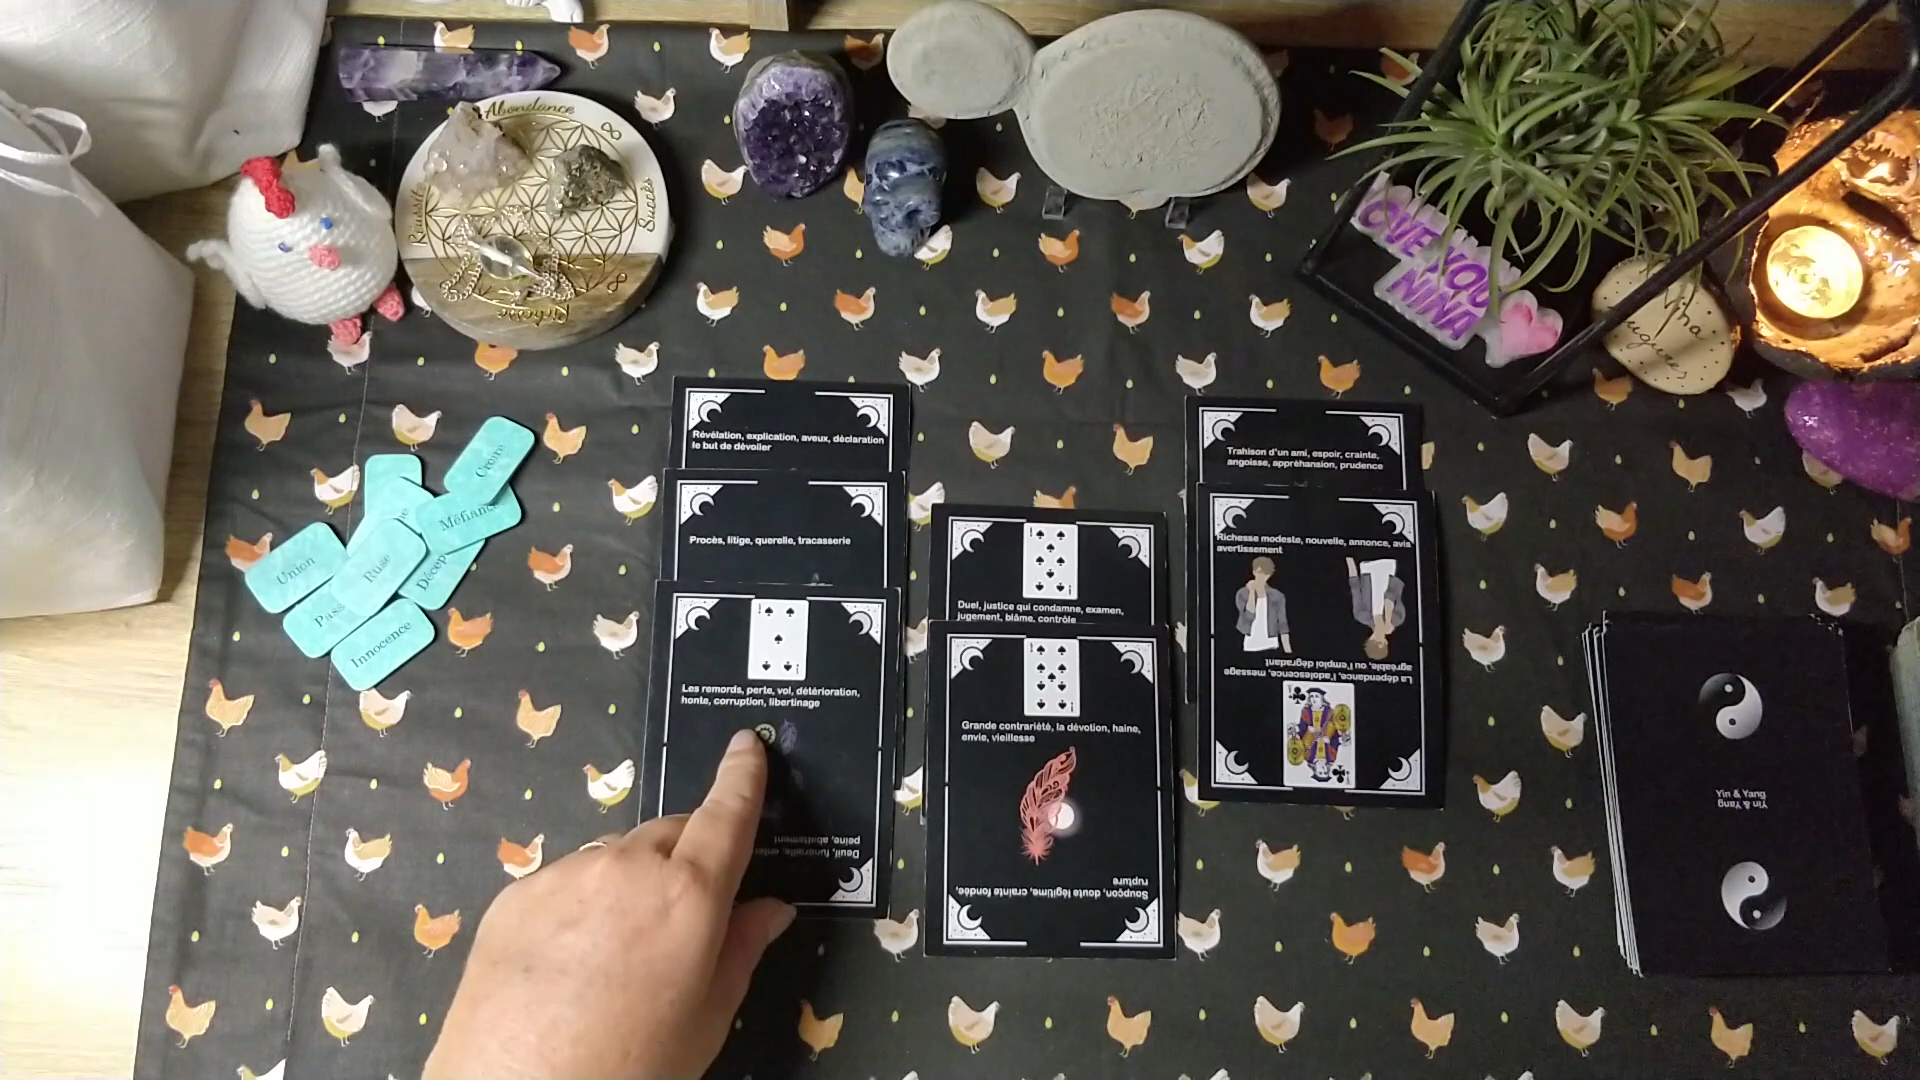 Abondance
Réussite
Succès
Richesse
LOVE YOU
NINA
Nina
Union
Ruse
Méfiance
Croire
Innocence
Révélation, explication, aveux, déclaration
le but de dévoiler
Procès, litige, querelle, tracasserie
Les remords, perte, vol, détérioration,
honte, corruption, libertinage
Deuil, funéraille,
peine, abattement
Duel, justice qui condamne, examen,
jugement, blâme, contrôle
Grande contrariété, la dévotion, haine,
envie, vieillesse
Soupçon, doute légitime, crainte fondée,
rupture
Trahison d'un ami, espoir, crainte,
angoisse, appréhansion, prudence
Richesse modeste, nouvelle, annonce, avis
avertissement
La dépendance, l'adolescence, message,
agréable, ou l'emploi dégradant
Yin & Yang
Yin & Yang